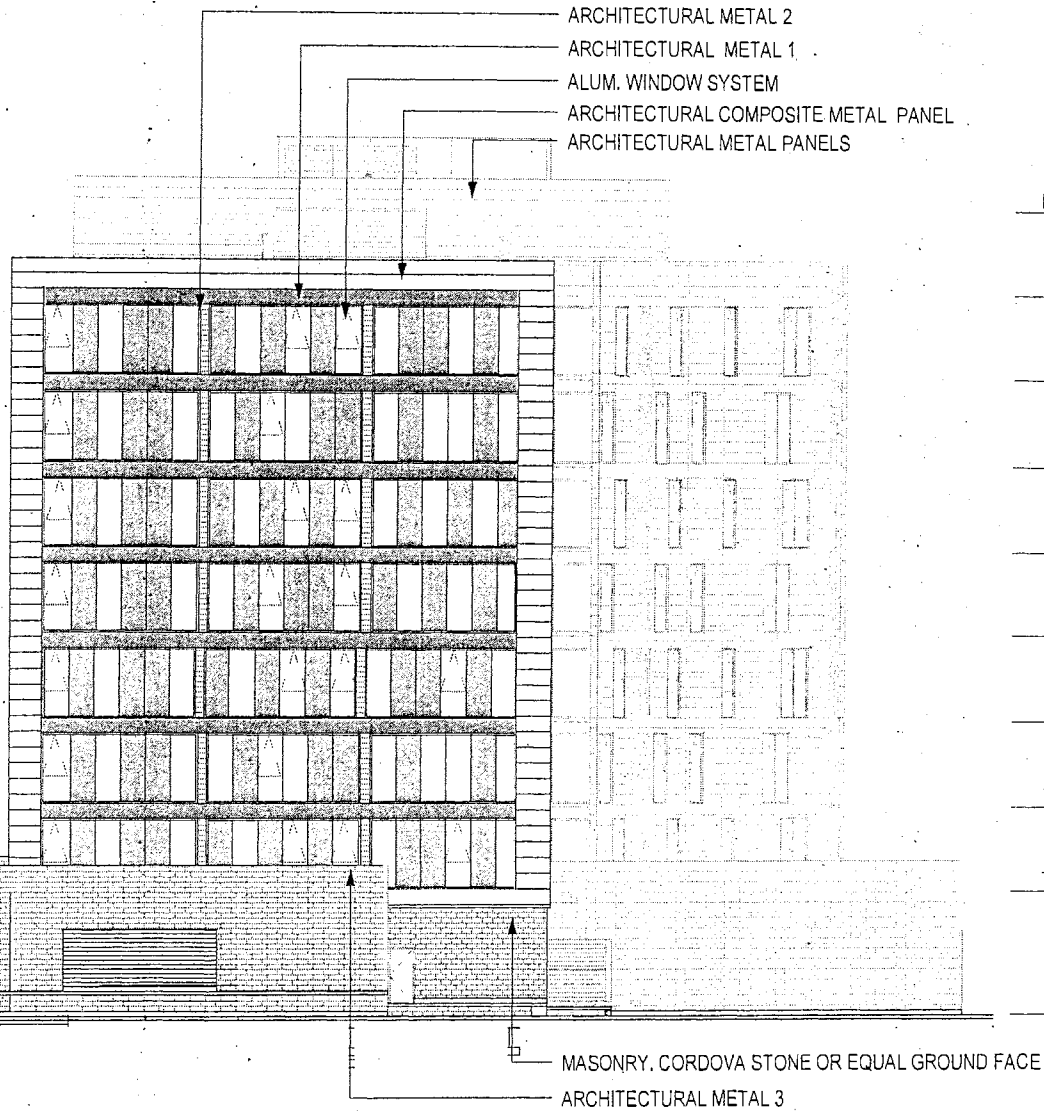 ARCHITECTURAL METAL 2
ARCHITECTURAL METAL 1
ALUM. WINDOW SYSTEM
ARCHITECTURAL COMPOSITE METAL PANEL
ARCHITECTURAL METAL PANELS
MASONRY. CORDOVA STONE OR EQUAL GROUND FACE
ARCHITECTURAL METAL 3